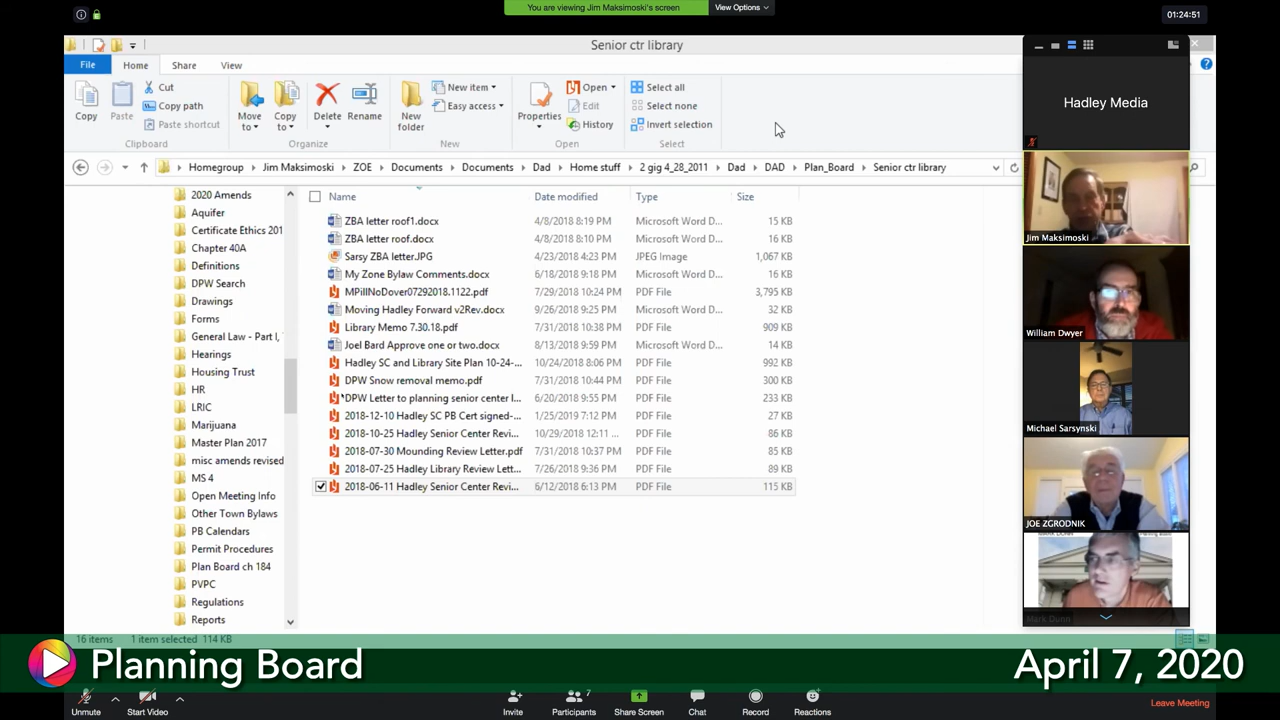 You are viewing Jim Maksimoski's screen
View Options
01:24:51
Senior ctr library
File
Home
Share
View
Copy
Paste
Cut
Copy path
Paste shortcut
Clipboard
Move to
Copy to
Delete
Rename
Organize
New folder
New item
Easy access
New
Properties
Open
Edit
History
Open
Select all
Select none
Invert selection
Select
Homegroup
Jim Maksimoski
ZOE
Documents
Documents
Dad
Home stuff
2 gig 4_28_2011
Dad
DAD
Plan_Board
Senior ctr library
2020 Amends
Aquifer
Certificate Ethics 201
Chapter 40A
Definitions
DPW Search
Drawings
Forms
General Law - Part I,
Hearings
Housing Trust
HR
LRIC
Marijuana
Master Plan 2017
misc amends revised
MS 4
Open Meeting Info
Other Town Bylaws
PB Calendars
Permit Procedures
Plan Board ch 184
PVPC
Regulations
Reports
Name Date modified Type Size
ZBA letter roof1.docx 4/8/2018 8:19 PM Microsoft Word D... 15 KB
ZBA letter roof.docx 4/8/2018 8:10 PM Microsoft Word D... 16 KB
Sarsy ZBA letter.JPG 4/23/2018 4:23 PM JPEG Image 1,067 KB
My Zone Bylaw Comments.docx 6/18/2018 9:18 PM Microsoft Word D... 16 KB
MPillNoDover07292018.1122.pdf 7/29/2018 10:24 PM PDF File 3,795 KB
Moving Hadley Forward v2Rev.docx 9/26/2018 9:25 PM Microsoft Word D... 32 KB
Library Memo 7.30.18.pdf 7/31/2018 10:38 PM PDF File 909 KB
Joel Bard Approve one or two.docx 8/13/2018 9:59 PM Microsoft Word D... 14 KB
Hadley SC and Library Site Plan 10-24-... 10/24/2018 8:06 PM PDF File 992 KB
DPW Snow removal memo.pdf 7/31/2018 10:44 PM PDF File 300 KB
DPW Letter to planning senior center l... 6/20/2018 9:55 PM PDF File 233 KB
2018-12-10 Hadley SC PB Cert signed-... 1/25/2019 7:12 PM PDF File 27 KB
2018-10-25 Hadley Senior Center Revi... 10/29/2018 12:11 ... PDF File 86 KB
2018-07-30 Mounding Review Letter.pdf 7/31/2018 10:37 PM PDF File 85 KB
2018-07-25 Hadley Library Review Lett... 7/26/2018 9:36 PM PDF File 89 KB
2018-06-11 Hadley Senior Center Revi... 6/12/2018 6:13 PM PDF File 115 KB
Hadley Media
Jim Maksimoski
William Dwyer
Michael Sarsynski
JOE ZGRODNIK
Mark Dunn
16 items 1 item selected 114 KB
Planning Board
April 7, 2020
Unmute
Start Video
Invite
Participants
7
Share Screen
Chat
Record
Reactions
Leave Meeting